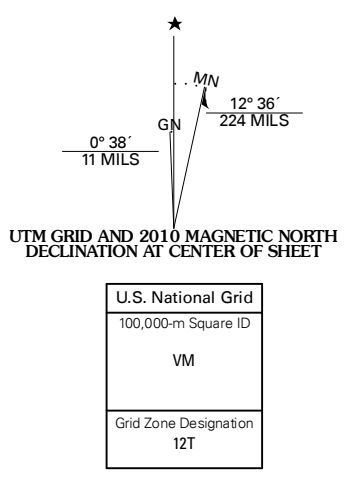 MN
12° 36´
224 MILS
GN
0° 38´
11 MILS
UTM GRID AND 2010 MAGNETIC NORTH
DECLINATION AT CENTER OF SHEET
U.S. National Grid
100,000-m Square ID
VM
Grid Zone Designation
12T